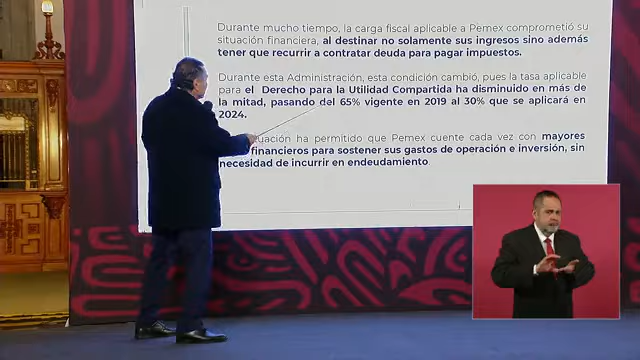 Durante mucho tiempo, la carga fiscal aplicable a Pemex comprometió su
situación financiera, al destinar no solamente sus ingresos sino además
tener que recurrir a contratar deuda para pagar impuestos.
Durante esta Administración, esta condición cambió, pues la tasa aplicable
para el Derecho para la Utilidad Compartida ha disminuido en más de
la mitad, pasando del 65% vigente en 2019 al 30% que se aplicará en
2024.
ha permitido que Pemex cuente cada vez con mayores
financieros para sostener sus gastos de operación e inversión, sin
necesidad de incurrir en endeudamiento.